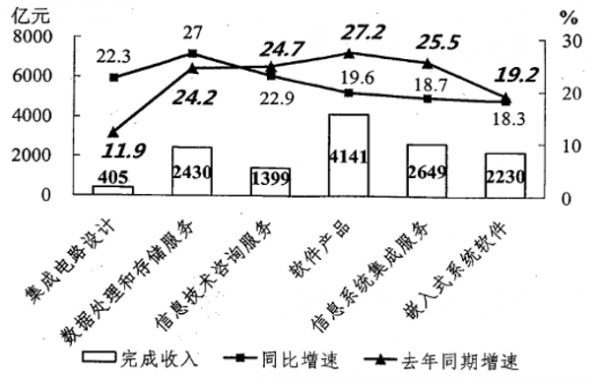 亿元 %
8000 6000 4000 2000 0
30 20 10 0
22.3 27 22.9 19.6 18.7 18.3
11.9 24.2 24.7 27.2 25.5 19.2
405 2430 1399 4141 2649 2230
集成电路设计
数据处理和存储服务
信息技术咨询服务
软件产品
信息系统集成服务
嵌入式系统软件
完成收入 同比增速 去年同期增速